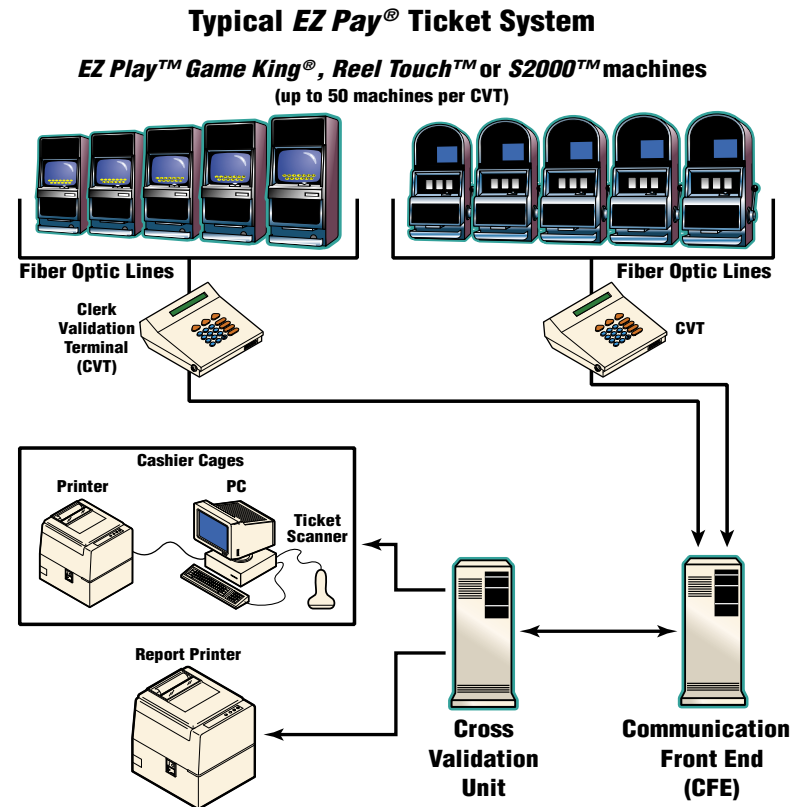 Typical EZ Pay® Ticket System
EZ Play™ Game King®, Reel Touch™ or S2000™ machines
(up to 50 machines per CVT)
Fiber Optic Lines
Fiber Optic Lines
Clerk
Validation
Terminal
(CVT)
CVT
Cashier Cages
Printer
PC
Ticket
Scanner
Report Printer
Cross
Validation
Unit
Communication
Front End
(CFE)